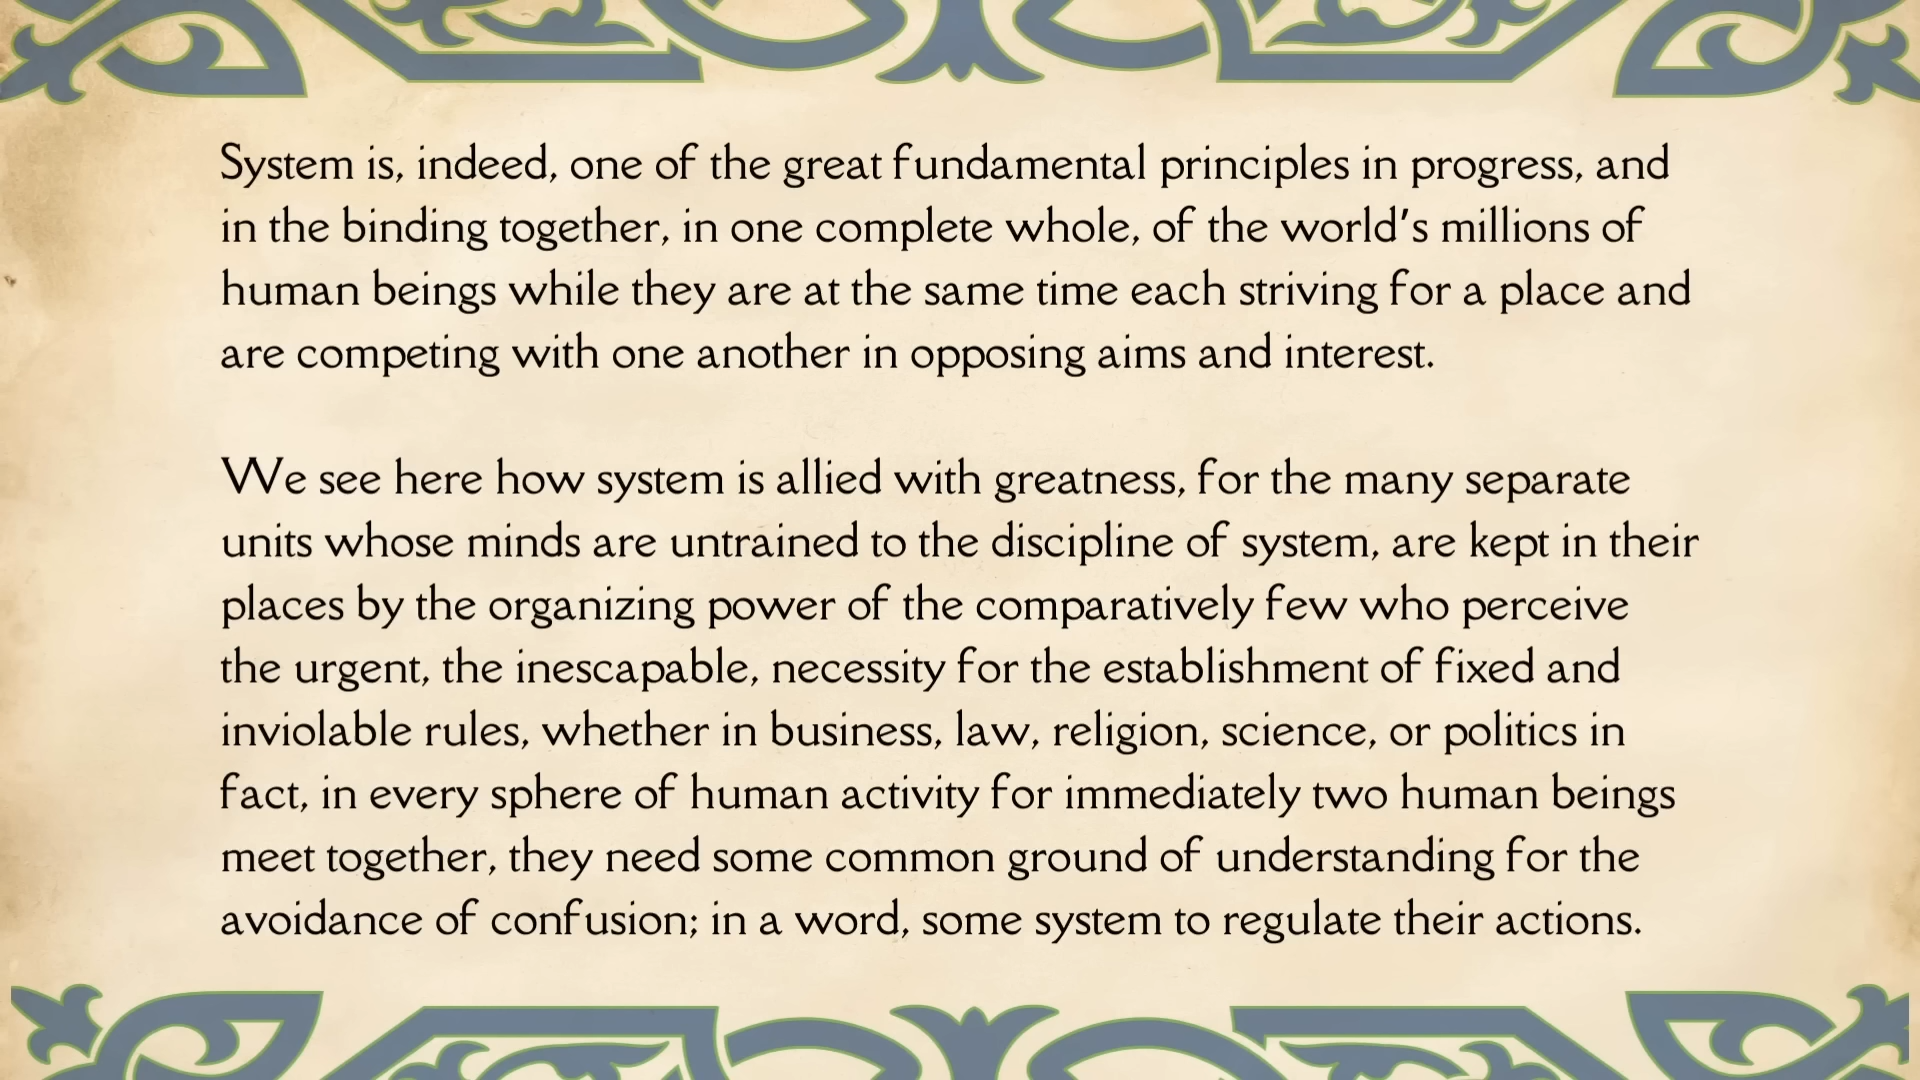 System is, indeed, one of the great fundamental principles in progress, and
in the binding together, in one complete whole, of the world's millions of
human beings while they are at the same time each striving for a place and
are competing with one another in opposing aims and interest.
We see here how system is allied with greatness, for the many separate
units whose minds are untrained to the discipline of system, are kept in their
places by the organizing power of the comparatively few who perceive
the urgent, the inescapable, necessity for the establishment of fixed and
inviolable rules, whether in business, law, religion, science, or politics in
fact, in every sphere of human activity for immediately two human beings
meet together, they need some common ground of understanding for the
avoidance of confusion; in a word, some system to regulate their actions.